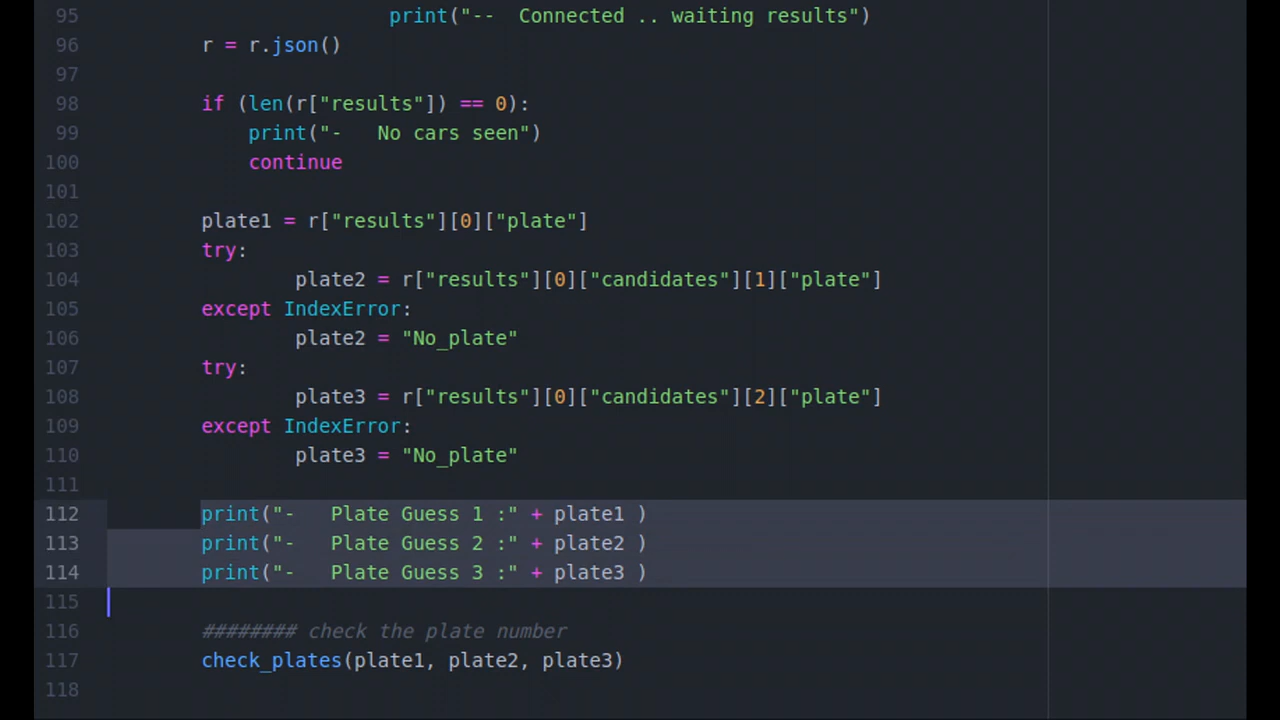 95                          print("--  Connected .. waiting results")
96          r = r.json()
97
98          if (len(r["results"]) == 0):
99              print("-   No cars seen")
100             continue
101
102         plate1 = r["results"][0]["plate"]
103         try:
104                 plate2 = r["results"][0]["candidates"][1]["plate"]
105         except IndexError:
106                 plate2 = "No_plate"
107         try:
108                 plate3 = r["results"][0]["candidates"][2]["plate"]
109         except IndexError:
110                 plate3 = "No_plate"
111
112         print("-   Plate Guess 1 :" + plate1 )
113         print("-   Plate Guess 2 :" + plate2 )
114         print("-   Plate Guess 3 :" + plate3 )
115
116         ######## check the plate number
117         check_plates(plate1, plate2, plate3)
118